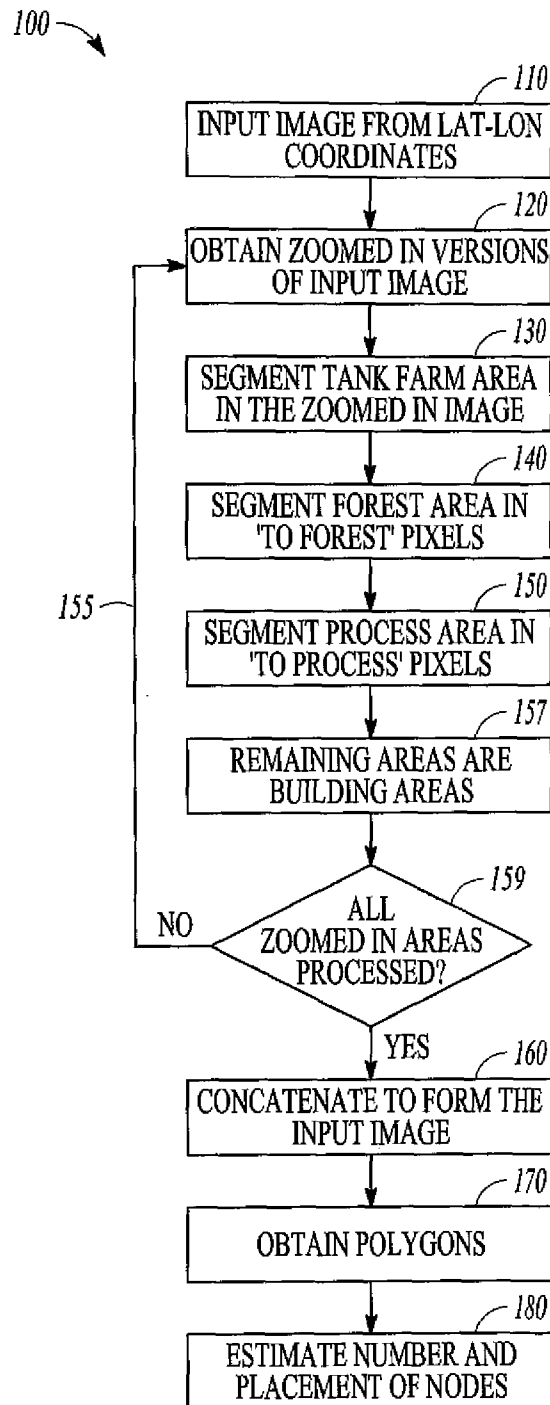 100
110
INPUT IMAGE FROM LAT-LON
COORDINATES
120
OBTAIN ZOOMED IN VERSIONS
OF INPUT IMAGE
130
SEGMENT TANK FARM AREA
IN THE ZOOMED IN IMAGE
140
SEGMENT FOREST AREA IN
'TO FOREST' PIXELS
150
155
SEGMENT PROCESS AREA IN
'TO PROCESS' PIXELS
157
REMAINING AREAS ARE
BUILDING AREAS
159
NO
ALL
ZOOMED IN AREAS
PROCESSED?
YES
160
CONCATENATE TO FORM THE
INPUT IMAGE
170
OBTAIN POLYGONS
180
ESTIMATE NUMBER AND
PLACEMENT OF NODES